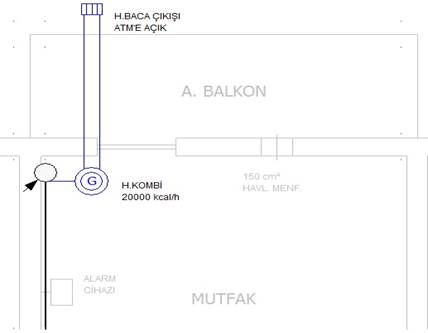 H.BACA ÇIKIŞI
ATM'E AÇIK
A. BALKON
G
H.KOMBİ
20000 kcal/h
150 cm²
HAVL. MENF.
ALARM
CİHAZI
MUTFAK